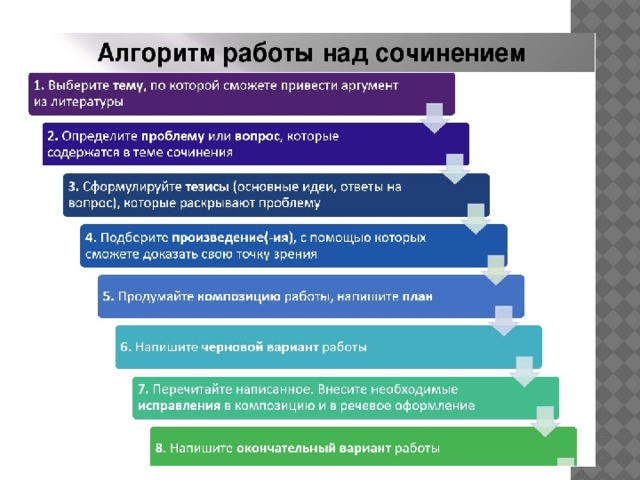 Алгоритм работы над сочинением
1. Выберите тему, по которой сможете привести аргумент
из литературы
2. Определите проблему или вопрос, которые
содержатся в теме сочинения
3. Сформулируйте тезисы (основные идеи, ответы на
вопрос), которые раскрывают проблему
4. Подберите произведение(-ия), с помощью которых
сможете доказать свою точку зрения
5. Продумайте композицию работы, напишите план
6. Напишите черновой вариант работы
7. Перечитайте написанное. Внесите необходимые
исправления в композицию и в речевое оформление
8. Напишите окончательный вариант работы